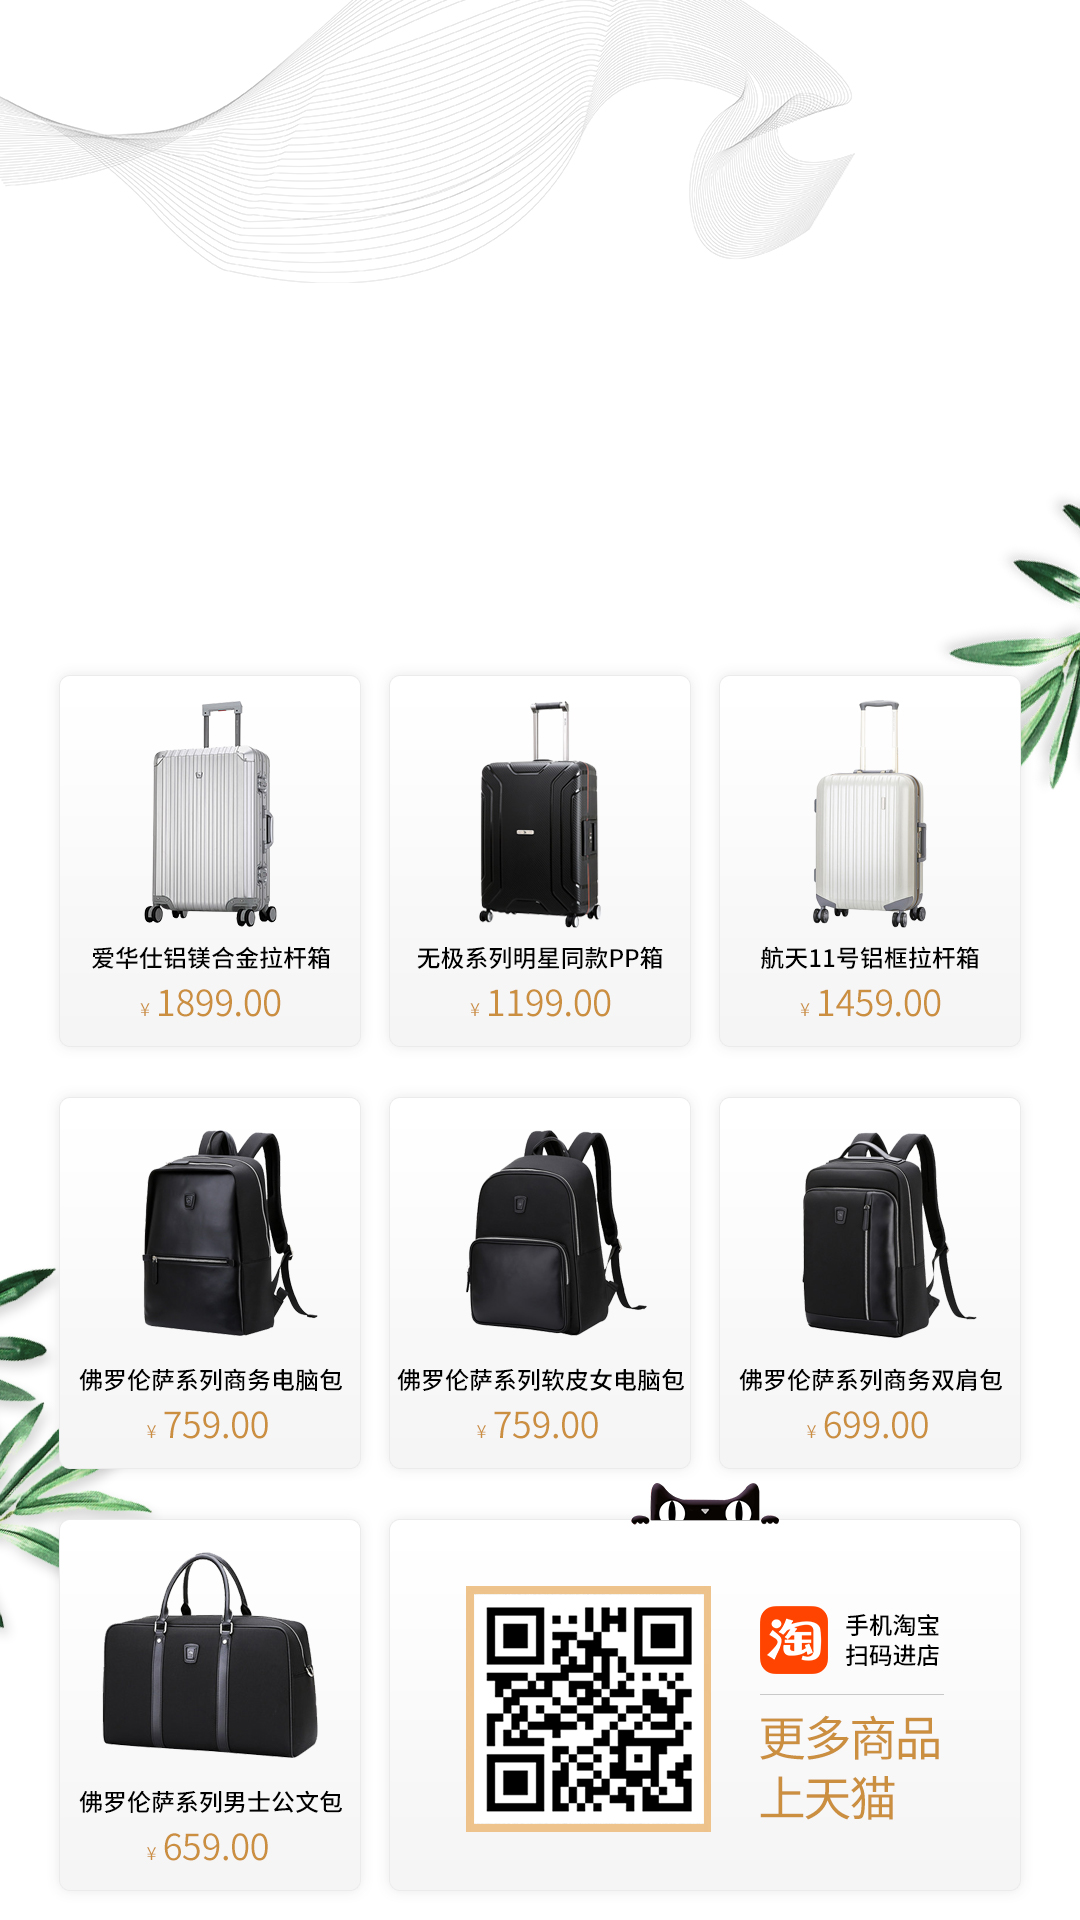 爱华仕铝镁合金拉杆箱
¥ 1899.00
无极系列明星同款PP箱
¥ 1199.00
航天11号铝框拉杆箱
¥ 1459.00
佛罗伦萨系列商务电脑包
¥ 759.00
佛罗伦萨系列软皮女电脑包
¥ 759.00
佛罗伦萨系列商务双肩包
¥ 699.00
佛罗伦萨系列男士公文包
¥ 659.00
淘
手机淘宝
扫码进店
更多商品
上天猫